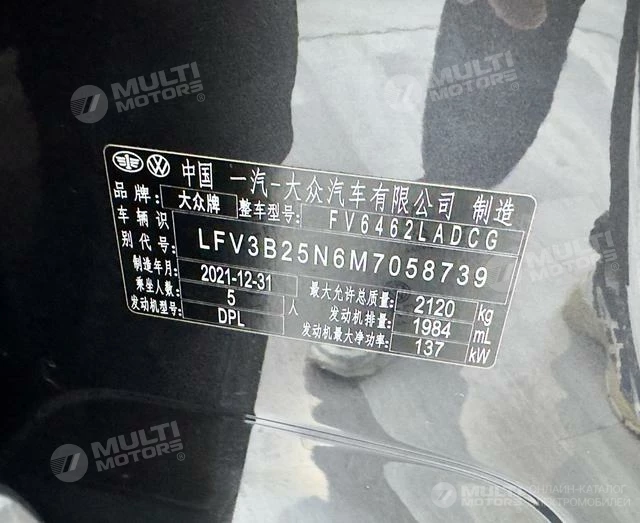 MULTI
MOTORS®
MULTI
MOTORS®
中国 一汽-大众汽车有限公司 制造
品牌: 大众牌 整车型号: FV6462LADCG
车辆识
别代号: LFV3B25N6M7058739
制造年月: 2021-12-31 最大允许总质量: 2120 kg
乘坐人数: 5 人 发动机排量: 1984 mL
发动机型号: DPL 发动机最大净功率: 137 kW
MULTI
MOTORS®
MULTI
MOTORS
ОНЛАЙН-КАТАЛОГ
ЭЛЕКТРОМОБИЛЕЙ